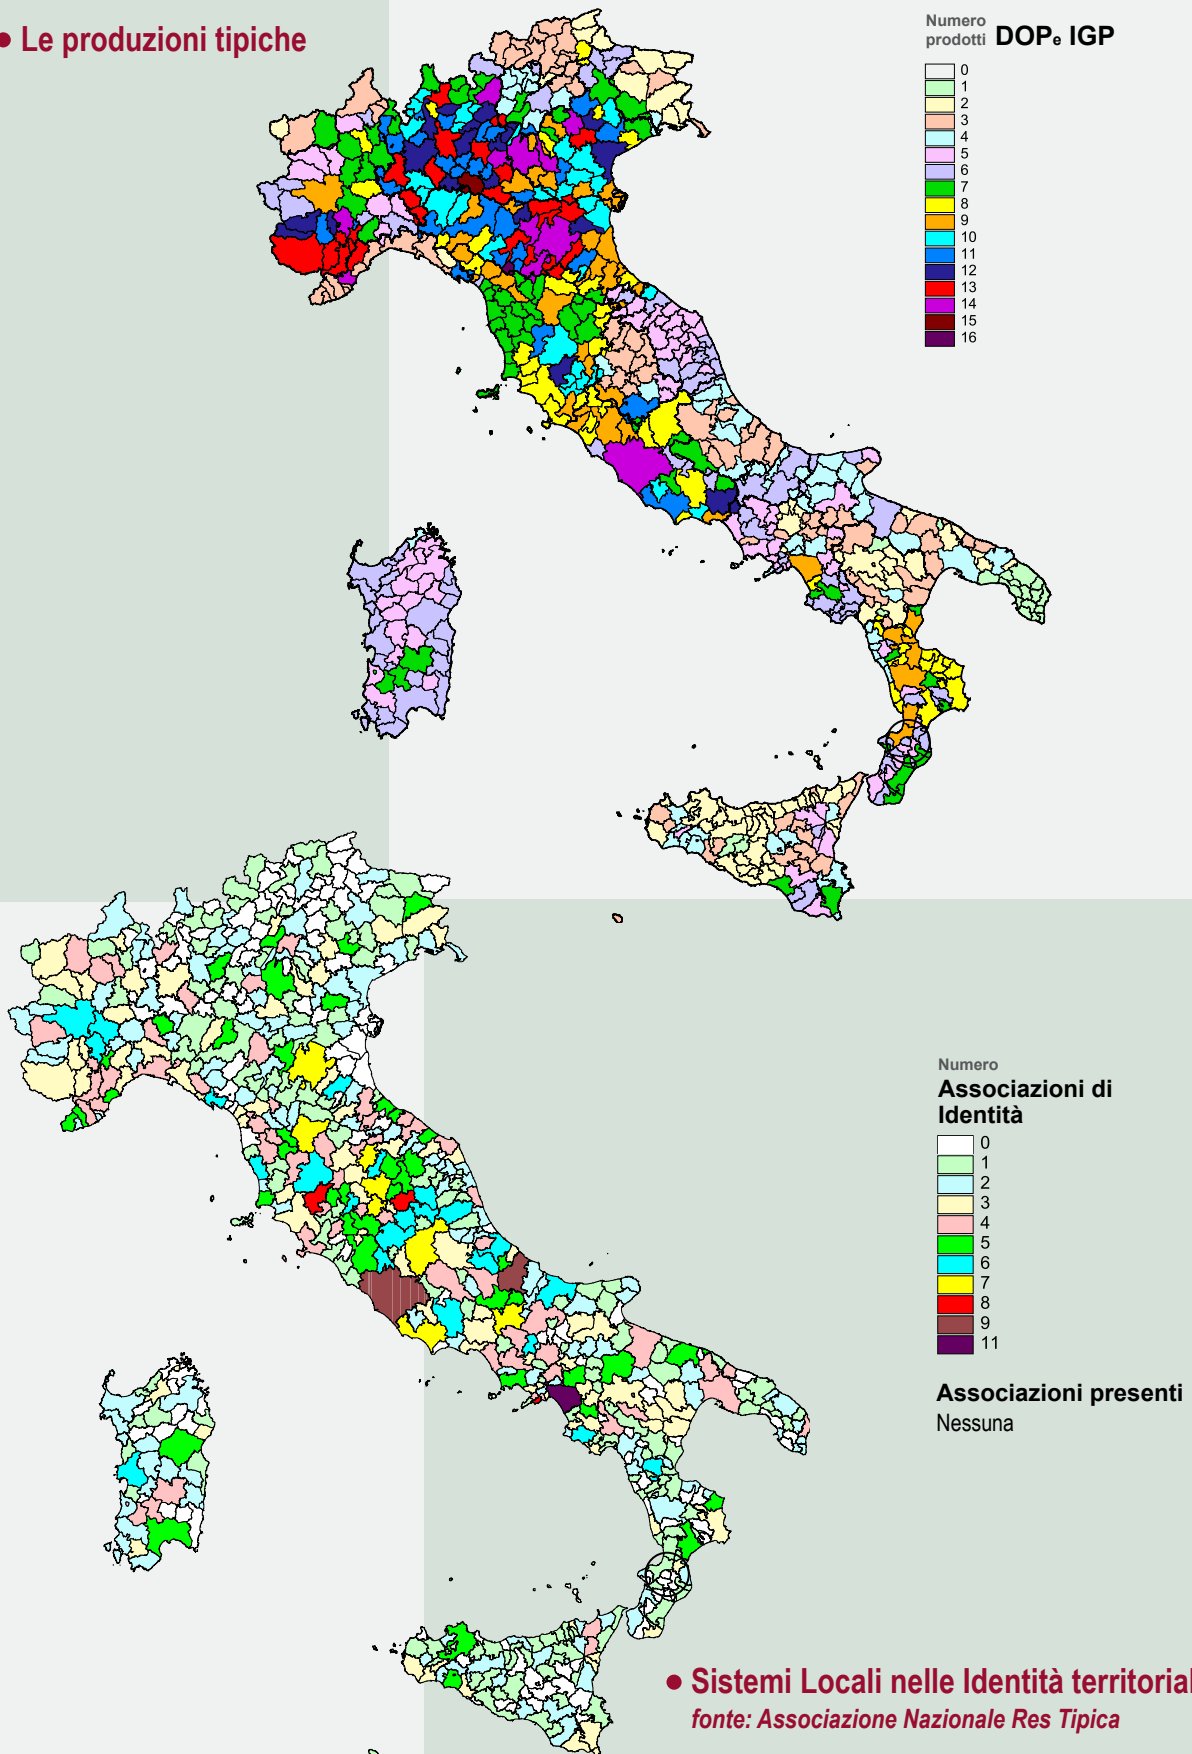 • Le produzioni tipiche
Numero
prodotti DOPe IGP
0
1
2
3
4
5
6
7
8
9
10
11
12
13
14
15
16
Numero
Associazioni di
Identità
0
1
2
3
4
5
6
7
8
9
11
Associazioni presenti
Nessuna
• Sistemi Locali nelle Identità territorial
fonte: Associazione Nazionale Res Tipica